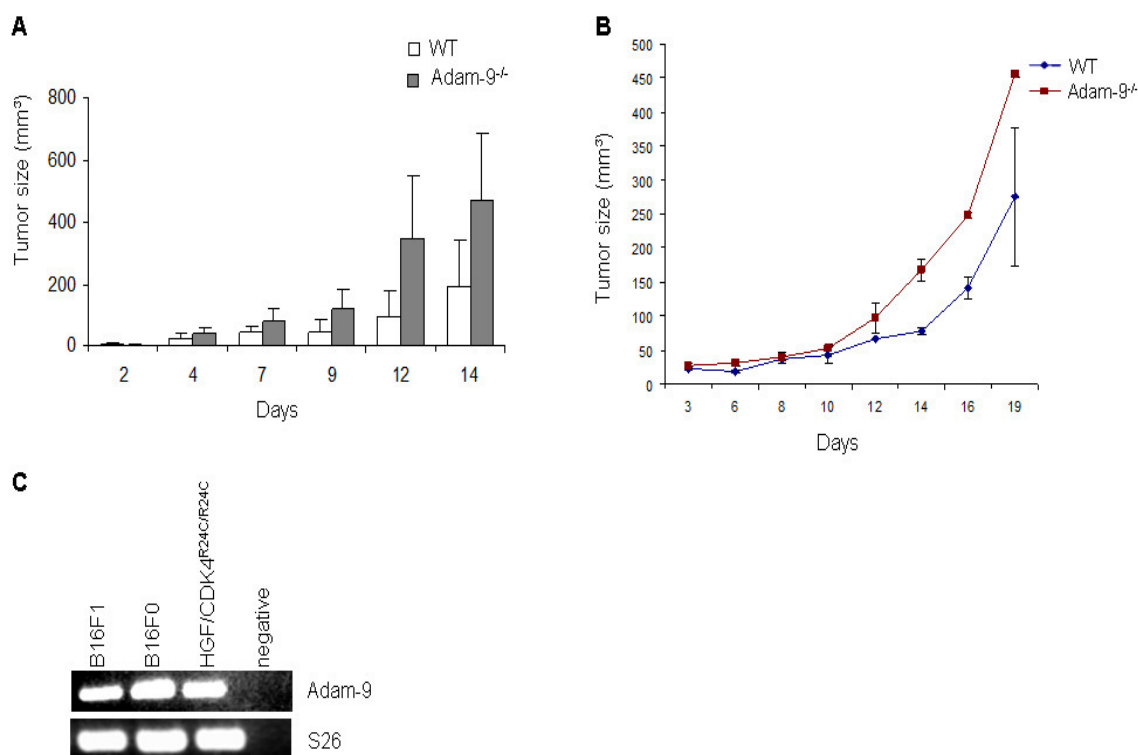 A
WT
Adam-9-/-
Tumor size (mm³)
800
600
400
200
0
2 4 7 9 12 14
Days
B
WT
Adam-9-/-
Tumor size (mm³)
500
450
400
350
300
250
200
150
100
50
0
3 6 8 10 12 14 16 19
Days
C
B16F1
B16F0
HGF/CDK4R24C/R24C
negative
Adam-9
S26